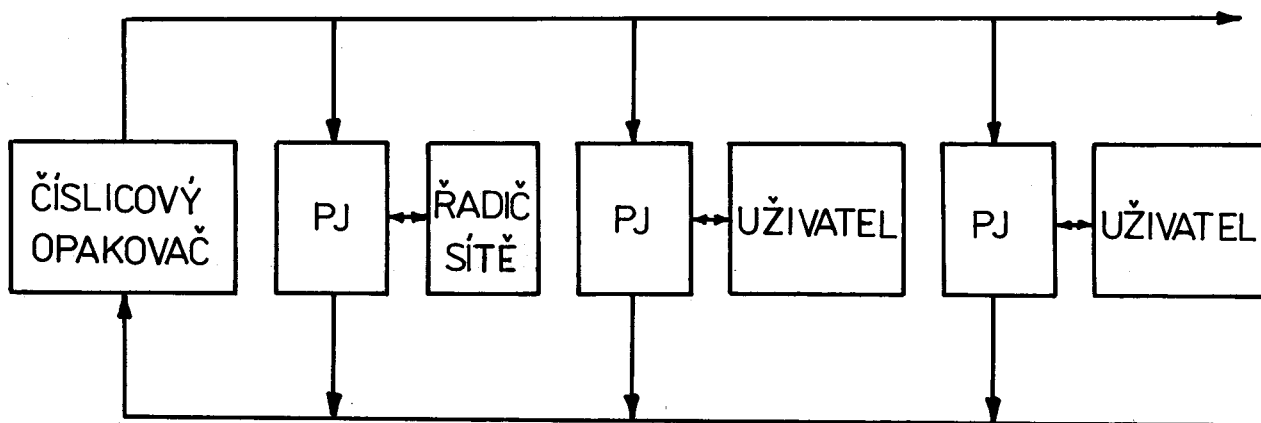 ČÍSLICOVÝ
OPAKOVAČ
PJ
ŘADIČ
SÍTĚ
PJ
UŽIVATEL
PJ
UŽIVATEL